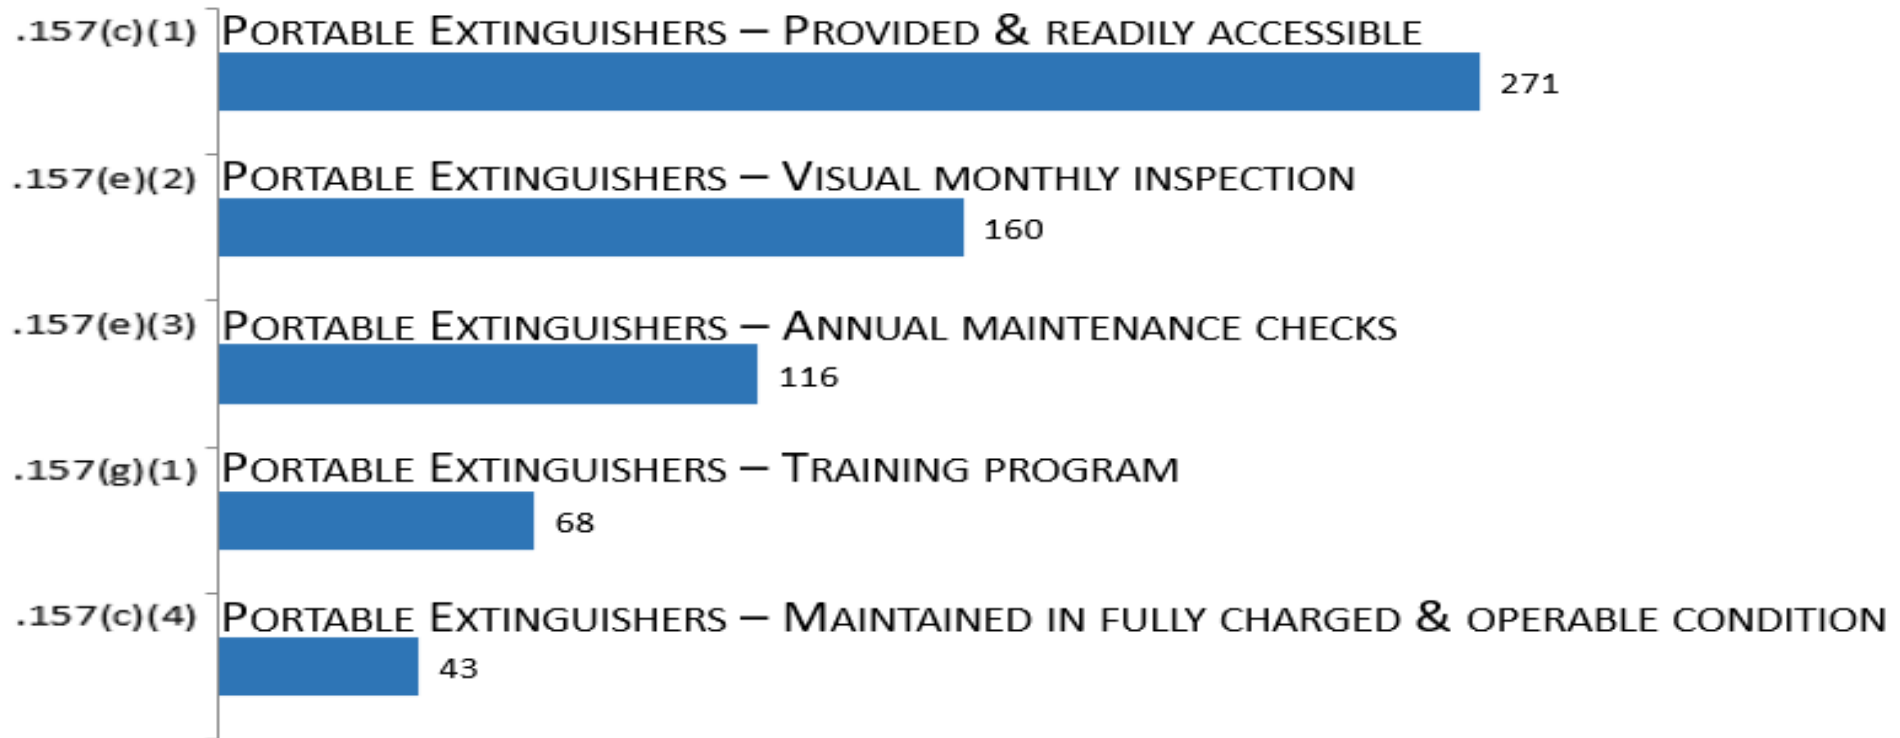 .157(c)(1) PORTABLE EXTINGUISHERS – PROVIDED & READILY ACCESSIBLE
271
.157(e)(2) PORTABLE EXTINGUISHERS – VISUAL MONTHLY INSPECTION
160
.157(e)(3) PORTABLE EXTINGUISHERS – ANNUAL MAINTENANCE CHECKS
116
.157(g)(1) PORTABLE EXTINGUISHERS – TRAINING PROGRAM
68
.157(c)(4) PORTABLE EXTINGUISHERS – MAINTAINED IN FULLY CHARGED & OPERABLE CONDITION
43